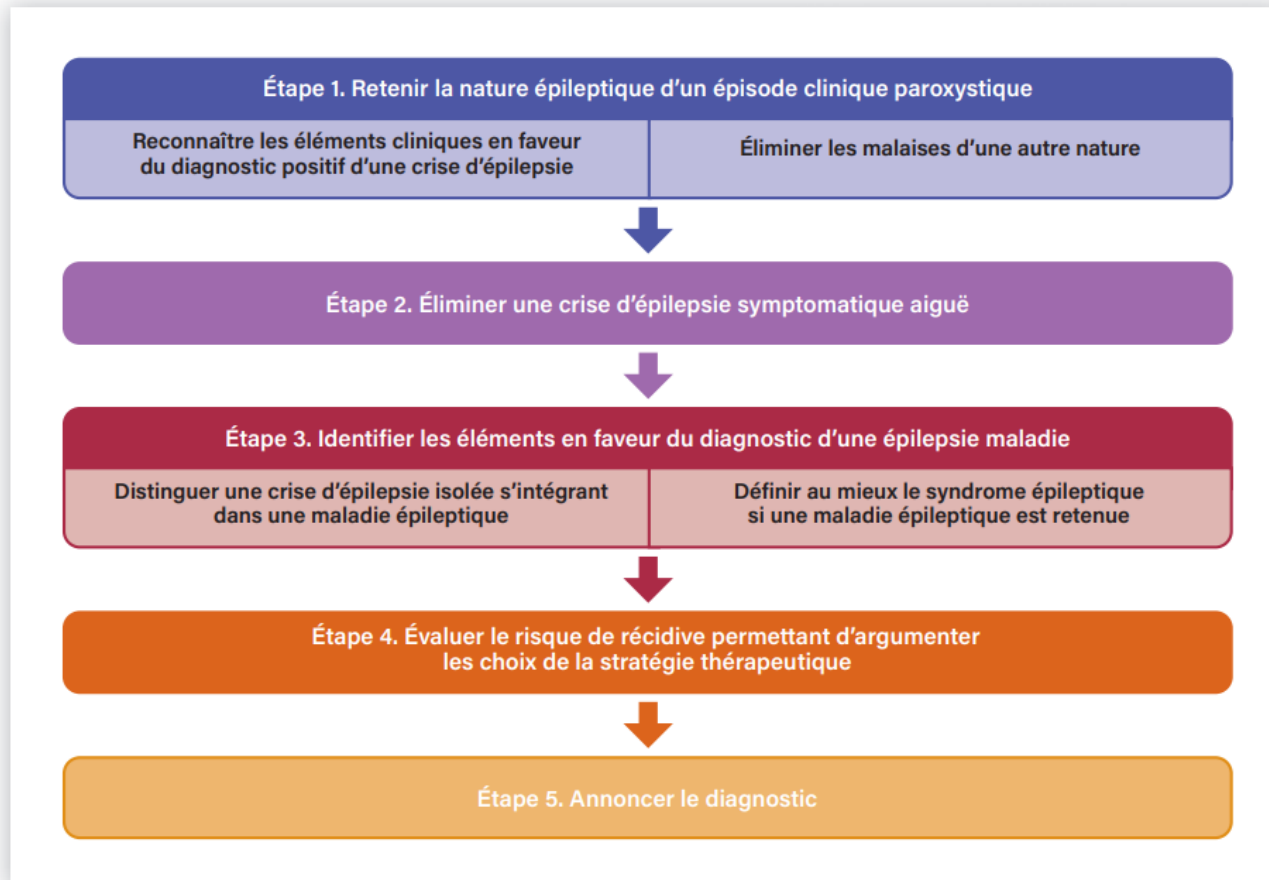 Étape 1. Retenir la nature épileptique d’un épisode clinique paroxystique
Reconnaître les éléments cliniques en faveur
du diagnostic positif d’une crise d’épilepsie
Éliminer les malaises d’une autre nature
Étape 2. Éliminer une crise d’épilepsie symptomatique aiguë
Étape 3. Identifier les éléments en faveur du diagnostic d’une épilepsie maladie
Distinguer une crise d’épilepsie isolée s’intégrant
dans une maladie épileptique
Définir au mieux le syndrome épileptique
si une maladie épileptique est retenue
Étape 4. Évaluer le risque de récidive permettant d’argumenter
les choix de la stratégie thérapeutique
Étape 5. Annoncer le diagnostic